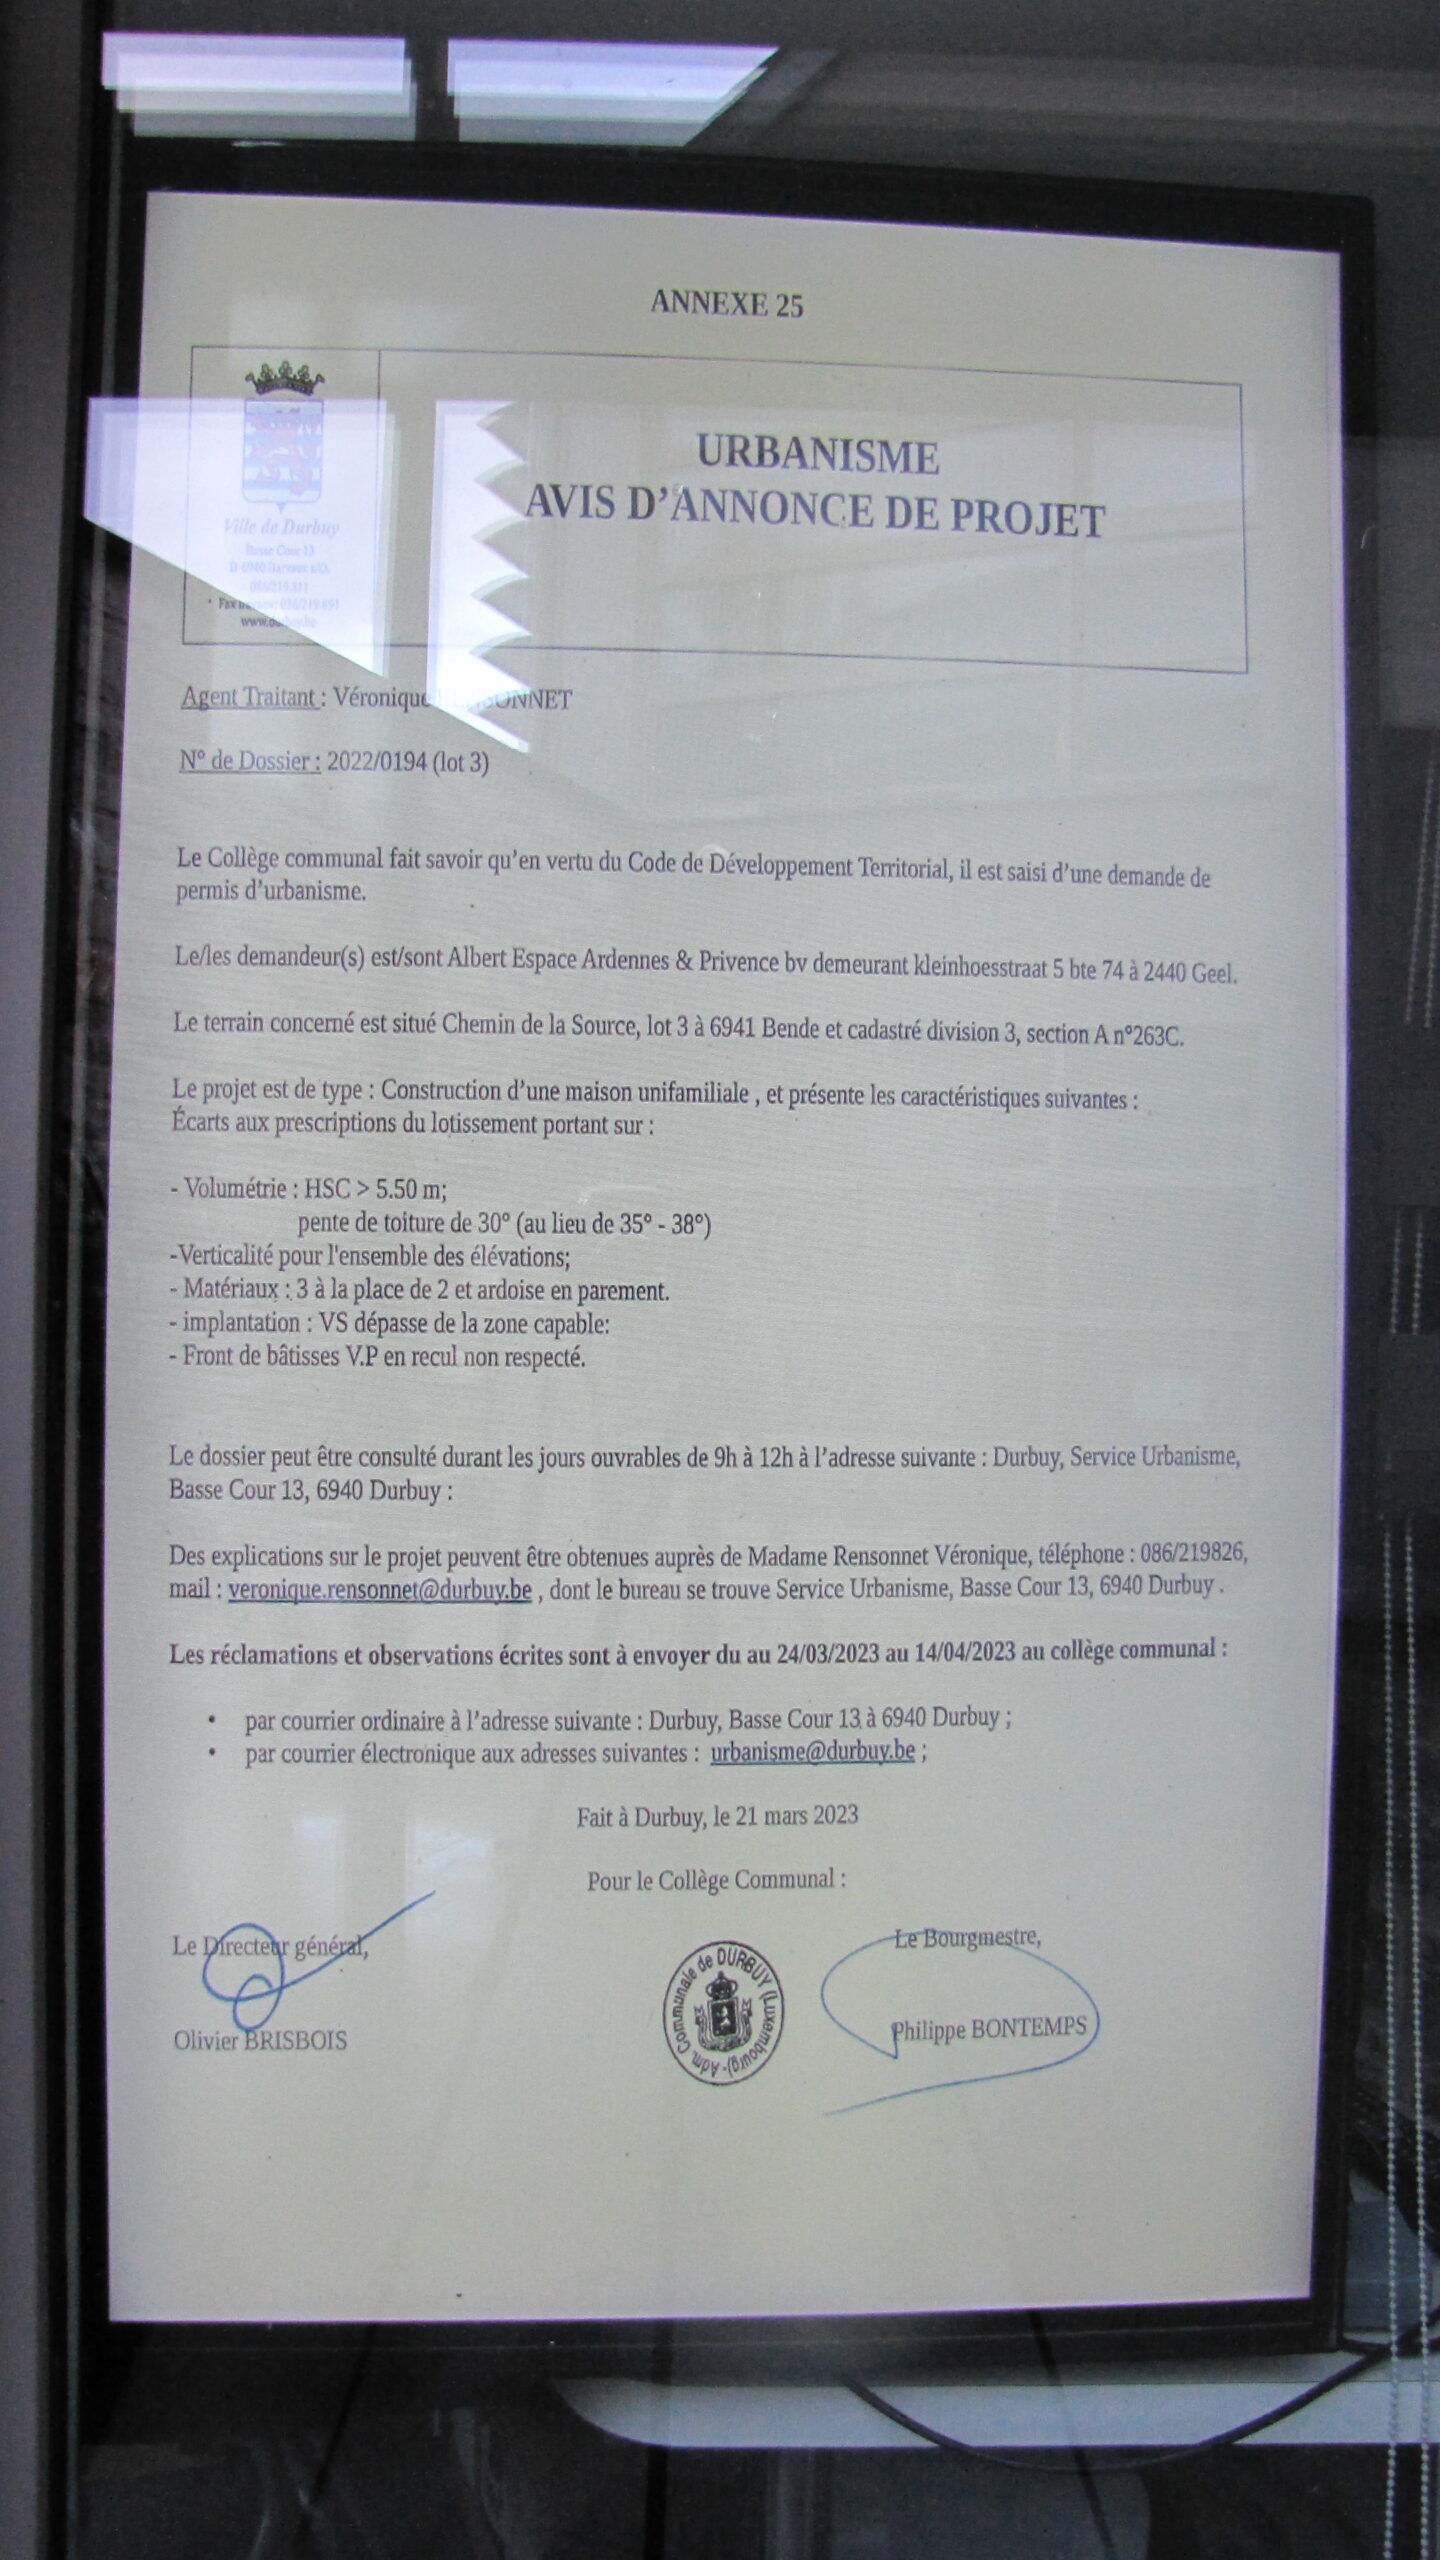 ANNEXE 25
Ville de Durbuy
Basse Cour 13
086/219.811
URBANISME
AVIS D'ANNONCE DE PROJET
Agent Traitant : Véronique
N° de Dossier : 2022/0194 (lot 3)
Le Collège communal fait savoir qu'en vertu du Code de Développement Territorial, il est saisi d'une demande de
permis d'urbanisme.
Le/les demandeur(s) est/sont Albert Espace Ardennes & Privence bv demeurant kleinhoesstraat 5 bte 74 à 2440 Geel.
Le terrain concerné est situé Chemin de la Source, lot 3 à 6941 Bende et cadastré division 3, section A n°263C.
Le projet est de type : Construction d'une maison unifamiliale , et présente les caractéristiques suivantes :
Écarts aux prescriptions du lotissement portant sur :
- Volumétrie : HSC > 5.50 m;
pente de toiture de 30° (au lieu de 35° - 38°)
-Verticalité pour l'ensemble des élévations;
- Matériaux : 3 à la place de 2 et ardoise en parement.
- implantation : VS dépasse de la zone capable:
- Front de bâtisses V.P en recul non respecté.
Le dossier peut être consulté durant les jours ouvrables de 9h à 12h à l'adresse suivante : Durbuy, Service Urbanisme,
Basse Cour 13, 6940 Durbuy :
Des explications sur le projet peuvent être obtenues auprès de Madame Rensonnet Véronique, téléphone : 086/219826,
mail : veronique.rensonnet@durbuy.be , dont le bureau se trouve Service Urbanisme, Basse Cour 13, 6940 Durbuy .
Les réclamations et observations écrites sont à envoyer du au 24/03/2023 au 14/04/2023 au collège communal :
• par courrier ordinaire à l'adresse suivante : Durbuy, Basse Cour 13 à 6940 Durbuy ;
• par courrier électronique aux adresses suivantes : urbanisme@durbuy.be ;
Fait à Durbuy, le 21 mars 2023
Pour le Collège Communal :
Le Directeur général,
Le Bourgmestre,
Adm. Communale de DURBUY (Luxembourg)
Olivier BRISBOIS
Philippe BONTEMPS